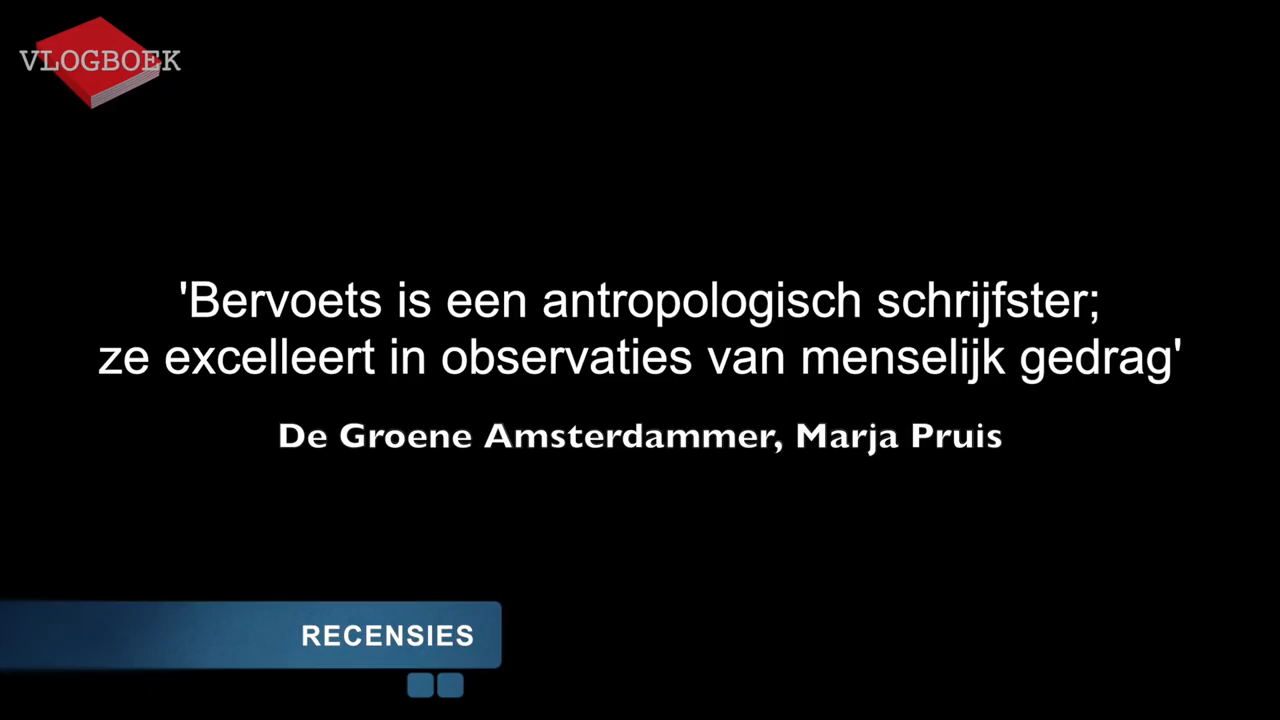 VLOGBOEK
'Bervoets is een antropologisch schrijfster;
ze excelleert in observaties van menselijk gedrag'
De Groene Amsterdammer, Marja Pruis
RECENSIES